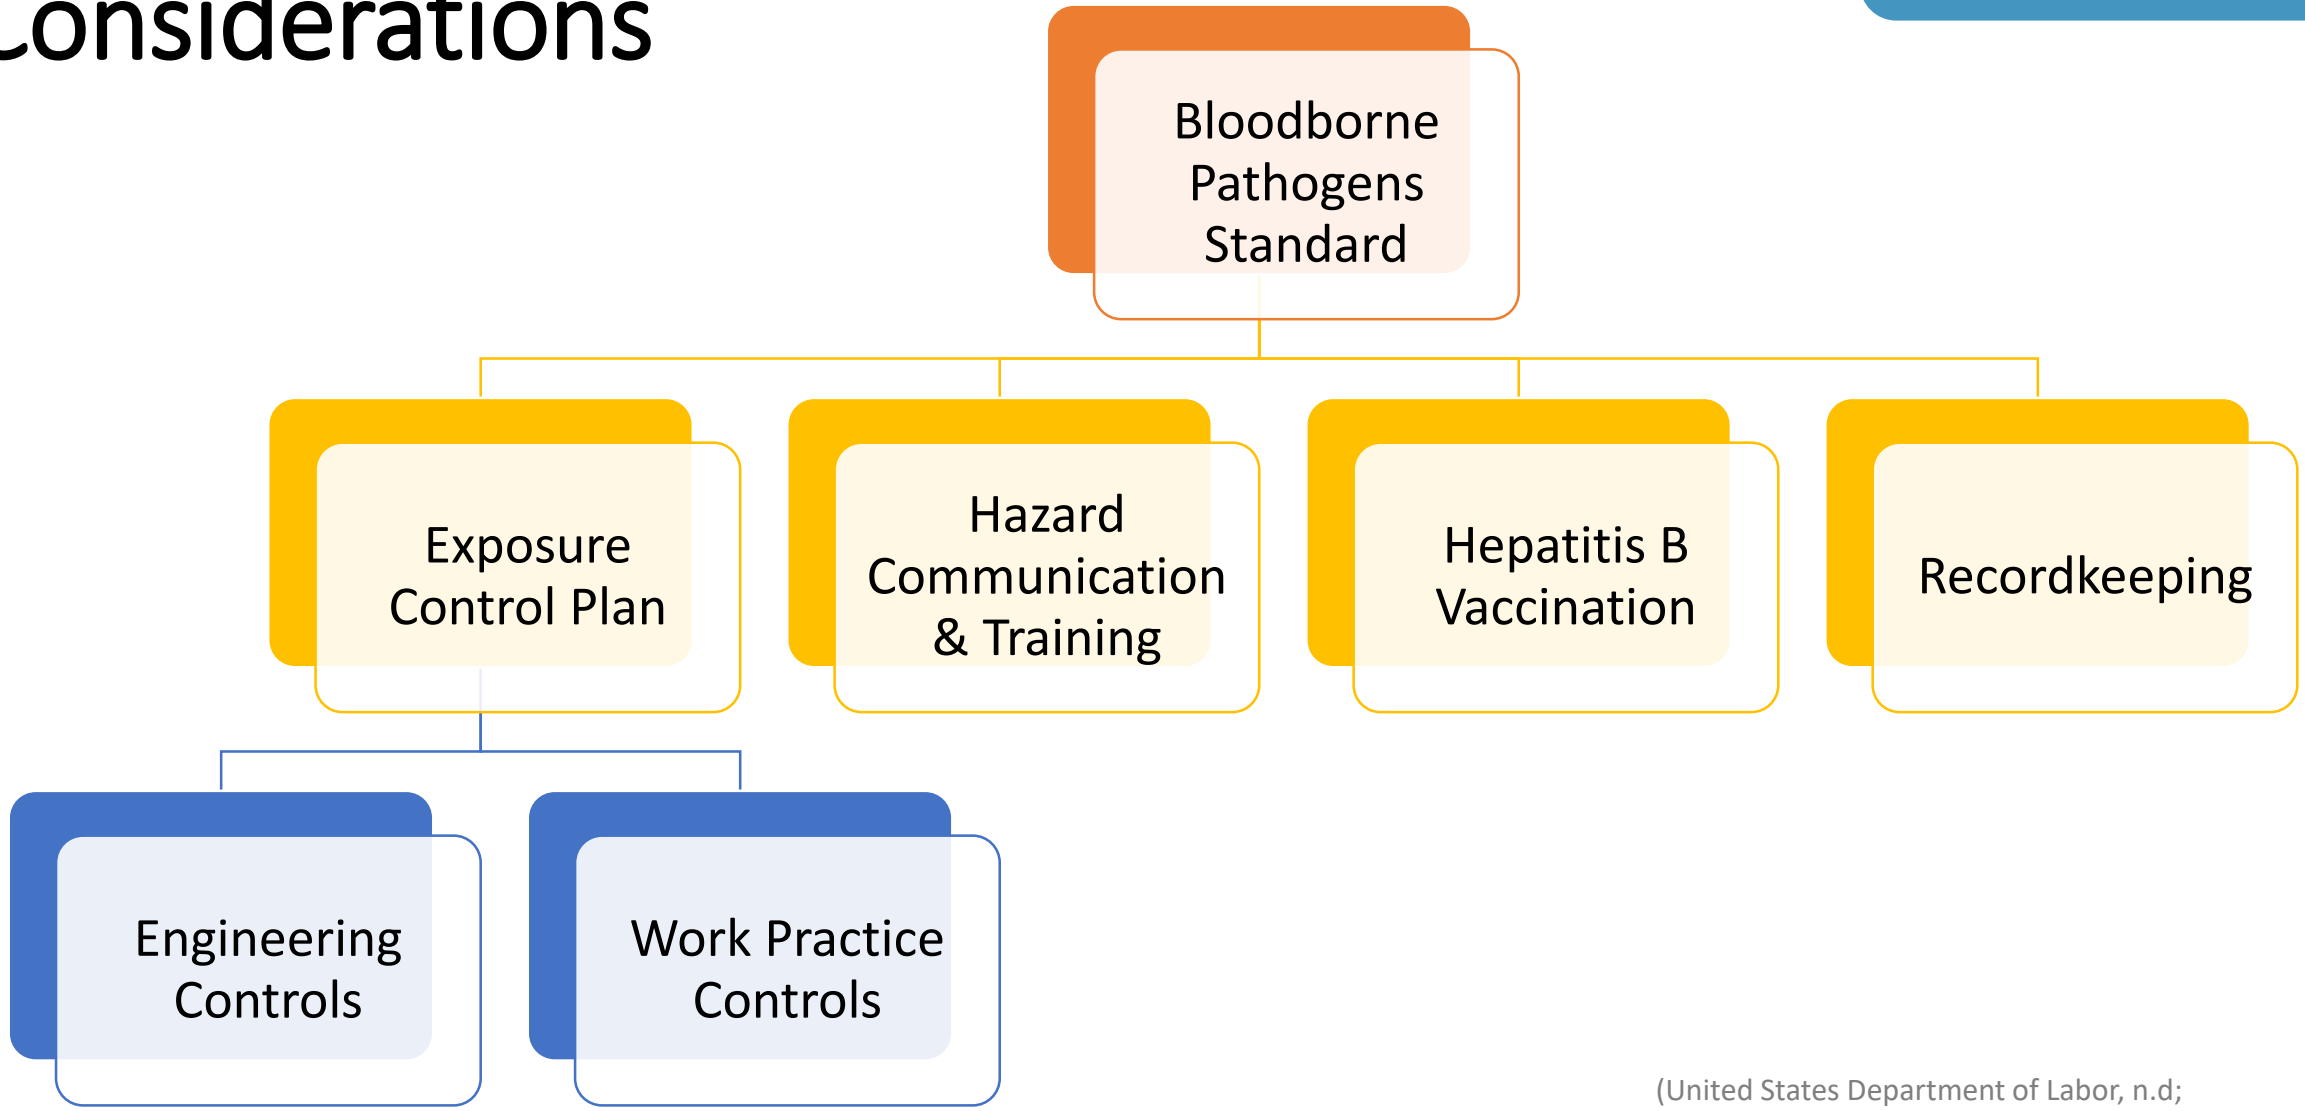 Considerations
Bloodborne
Pathogens
Standard
Exposure
Control Plan
Hazard
Communication
& Training
Hepatitis B
Vaccination
Recordkeeping
Engineering
Controls
Work Practice
Controls
(United States Department of Labor, n.d;